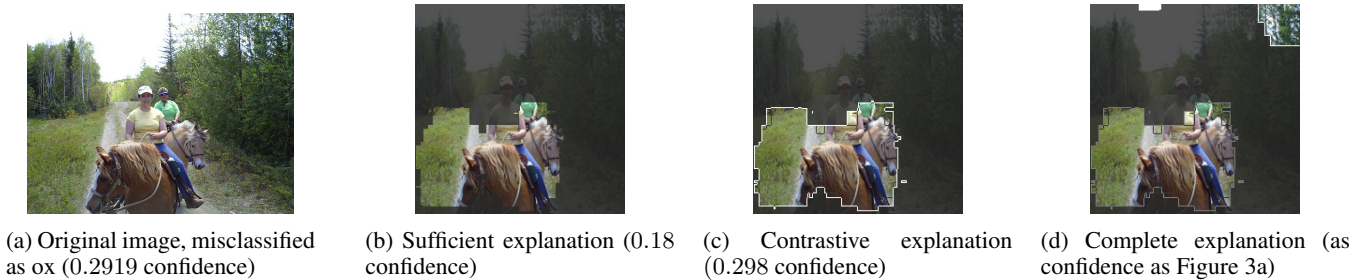 (a) Original image, misclassified
as ox (0.2919 confidence)
(b) Sufficient explanation (0.18
confidence)
(c) Contrastive explanation
(0.298 confidence)
(d) Complete explanation (as
confidence as Figure 3a)